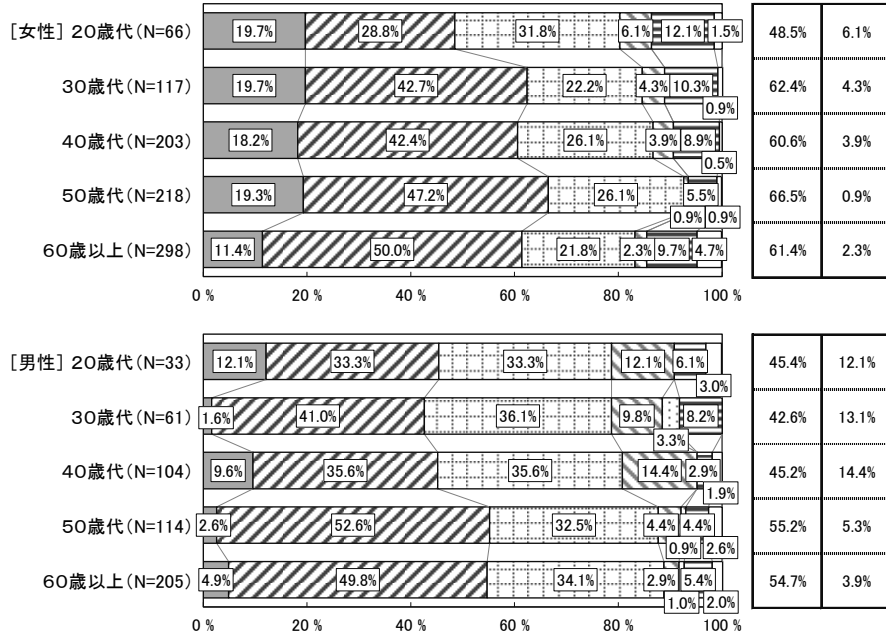 [女性] 20歳代(N=66) 19.7% 28.8% 31.8% 6.1% 12.1% 1.5% 48.5% 6.1%
30歳代(N=117) 19.7% 42.7% 22.2% 4.3% 10.3% 62.4% 4.3%
0.9%
40歳代(N=203) 18.2% 42.4% 26.1% 3.9% 8.9% 60.6% 3.9%
0.5%
50歳代(N=218) 19.3% 47.2% 26.1% 5.5% 66.5% 0.9%
0.9% 0.9%
60歳以上(N=298) 11.4% 50.0% 21.8% 2.3% 9.7% 4.7% 61.4% 2.3%
0% 20% 40% 60% 80% 100%
[男性] 20歳代(N=33) 12.1% 33.3% 33.3% 12.1% 6.1% 45.4% 12.1%
3.0%
30歳代(N=61) 1.6% 41.0% 36.1% 9.8% 8.2% 42.6% 13.1%
3.3%
40歳代(N=104) 9.6% 35.6% 35.6% 14.4% 2.9% 45.2% 14.4%
1.9%
50歳代(N=114) 2.6% 52.6% 32.5% 4.4% 4.4% 55.2% 5.3%
0.9% 2.6%
60歳以上(N=205) 4.9% 49.8% 34.1% 2.9% 5.4% 54.7% 3.9%
1.0% 2.0%
0% 20% 40% 60% 80% 100%